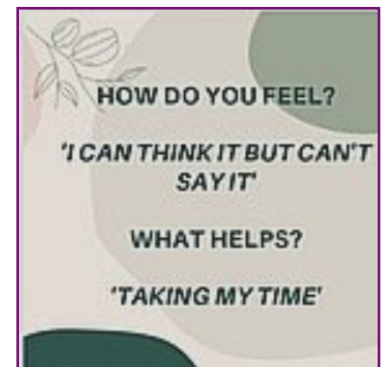 HOW DO YOU FEEL?
'I CAN THINK IT BUT CAN'T
SAY IT'
WHAT HELPS?
'TAKING MY TIME'